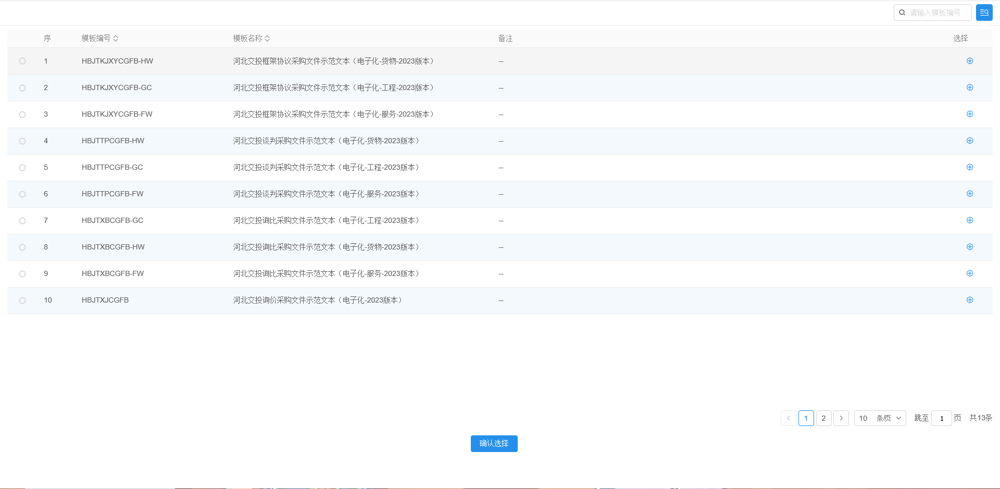 请输入模板编号
序 模板编号 模板名称 备注 选择
1 HBJTKJXYCGFB-HW 河北交投框架协议采购文件示范文本（电子化-货物-2023版本） --
2 HBJTKJXYCGFB-GC 河北交投框架协议采购文件示范文本（电子化-工程-2023版本） --
3 HBJTKJXYCGFB-FW 河北交投框架协议采购文件示范文本（电子化-服务-2023版本） --
4 HBJTTPCGFB-HW 河北交投谈判采购文件示范文本（电子化-货物-2023版本） --
5 HBJTTPCGFB-GC 河北交投谈判采购文件示范文本（电子化-工程-2023版本） --
6 HBJTTPCGFB-FW 河北交投谈判采购文件示范文本（电子化-服务-2023版本） --
7 HBJTXBCGFB-GC 河北交投询比采购文件示范文本（电子化-工程-2023版本） --
8 HBJTXBCGFB-HW 河北交投询比采购文件示范文本（电子化-货物-2023版本） --
9 HBJTXBCGFB-FW 河北交投询比采购文件示范文本（电子化-服务-2023版本） --
10 HBJTXJCGFB 河北交投询价采购文件示范文本（电子化-2023版本） --
1 2 10 条/页 跳至 1 页 共13条
确认选择